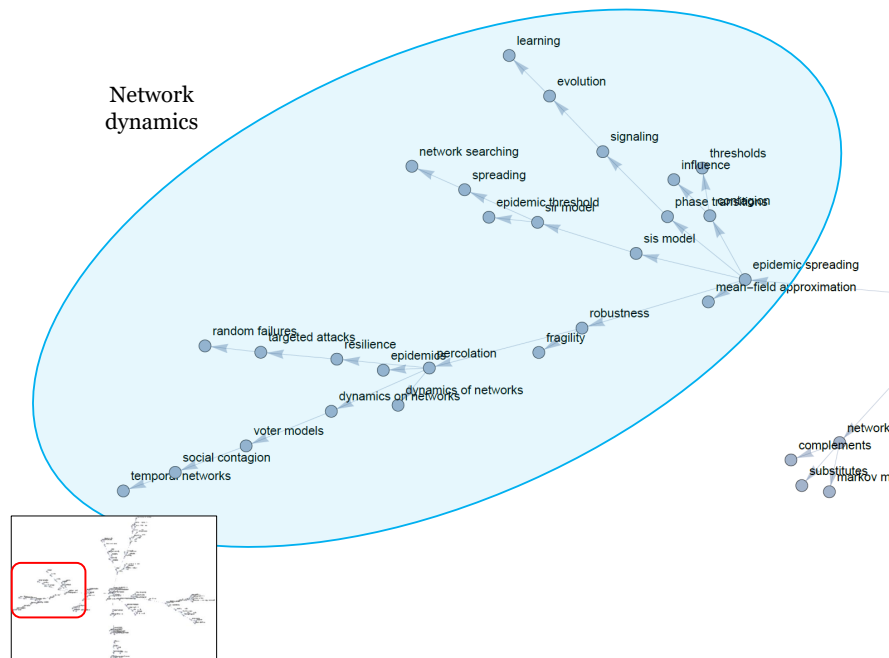 learning
evolution
Network
dynamics
signaling
network searching
thresholds
influence
spreading
epidemic threshold
sir model
phase transitions
contagion
sis model
epidemic spreading
mean-field approximation
robustness
random failures
targeted attacks
resilience
fragility
epidemics
percolation
dynamics on networks
dynamics of networks
voter models
network
complements
social contagion
temporal networks
substitutes
markov m